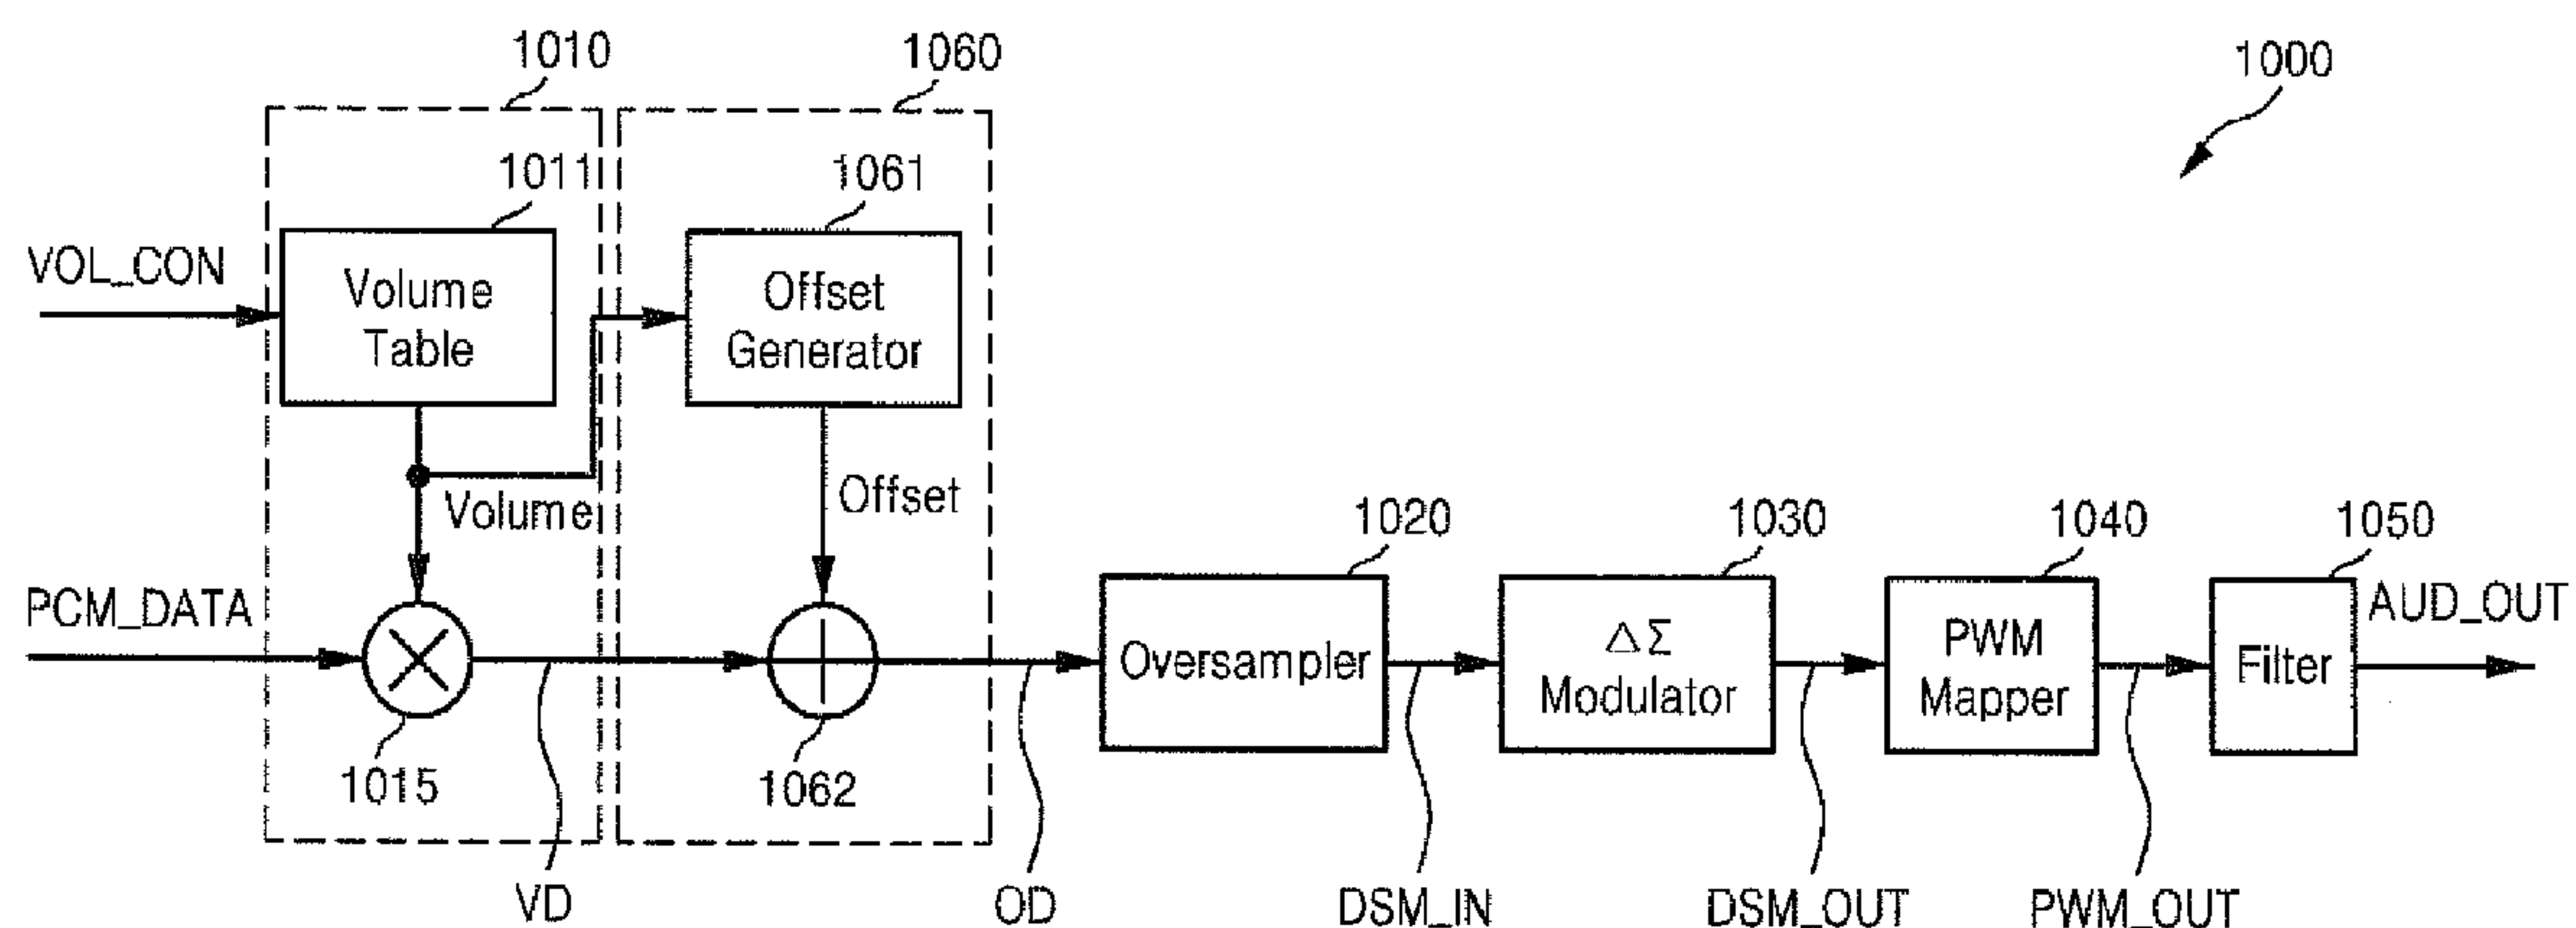 1010
1060
1000
1011
1061
VOL_CON
Volume
Table
Offset
Generator
Volume
Offset
1020
1030
1040
1050
PCM_DATA
AUD_OUT
Oversampler
ΔΣ
Modulator
PWM
Mapper
Filter
1015
1062
VD
OD
DSM_IN
DSM_OUT
PWM_OUT